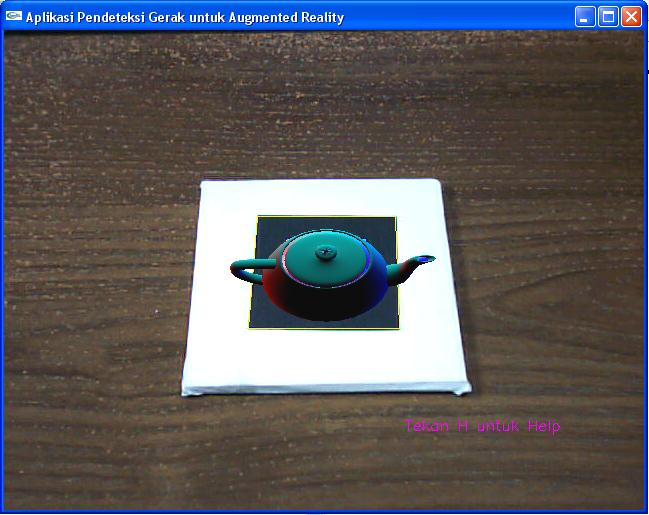 Aplikasi Pendeteksi Gerak untuk Augmented Reality
Tekan H untuk Help